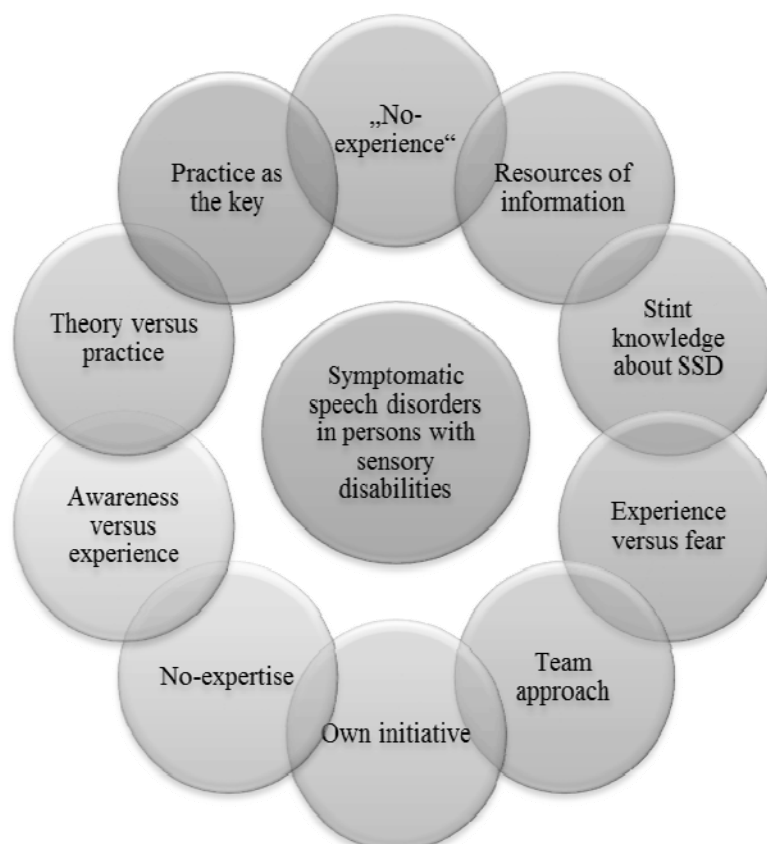 „No-
experience“
Resources of
information
Stint
knowledge
about SSD
Experience
versus fear
Team
approach
Own initiative
No-expertise
Awareness
versus
experience
Theory versus
practice
Practice as
the key
Symptomatic
speech disorders
in persons with
sensory
disabilities